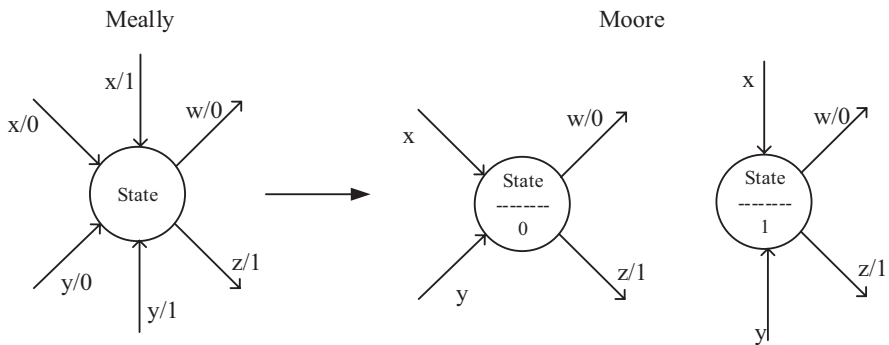 Meally
Moore
x/0
x/1
w/0
State
y/0
y/1
z/1
x
w/0
State
--------
0
y
z/1
x
w/0
State
--------
1
y
z/1